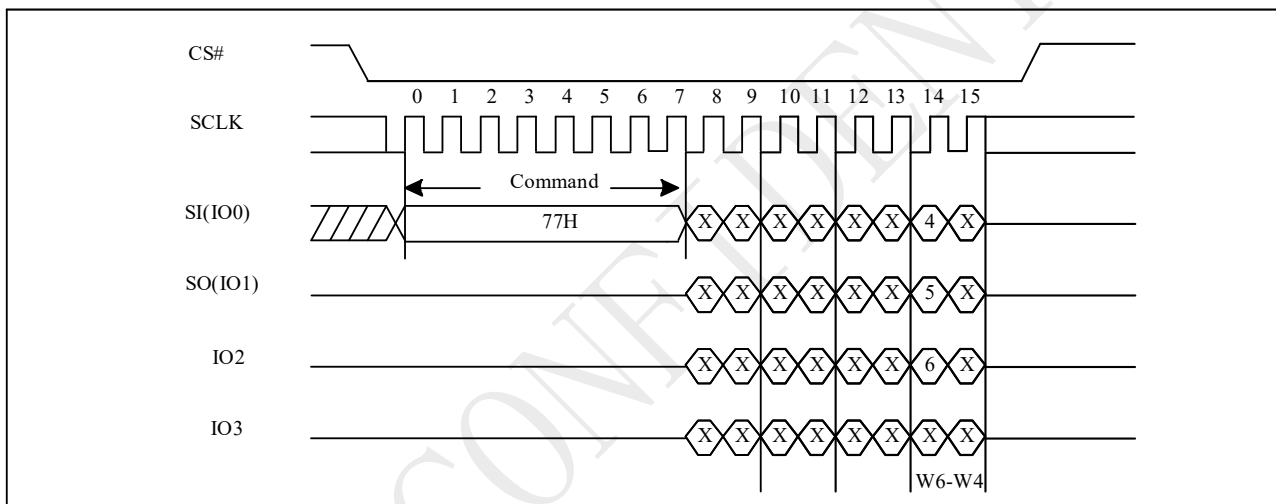 CS#
0 1 2 3 4 5 6 7 8 9 10 11 12 13 14 15
SCLK
Command
SI(IO0) 77H X X X X X X 4 X
SO(IO1) X X X X X X 5 X
IO2 X X X X X X 6 X
IO3 X X X X X X X X
W6-W4
CONFIDENT